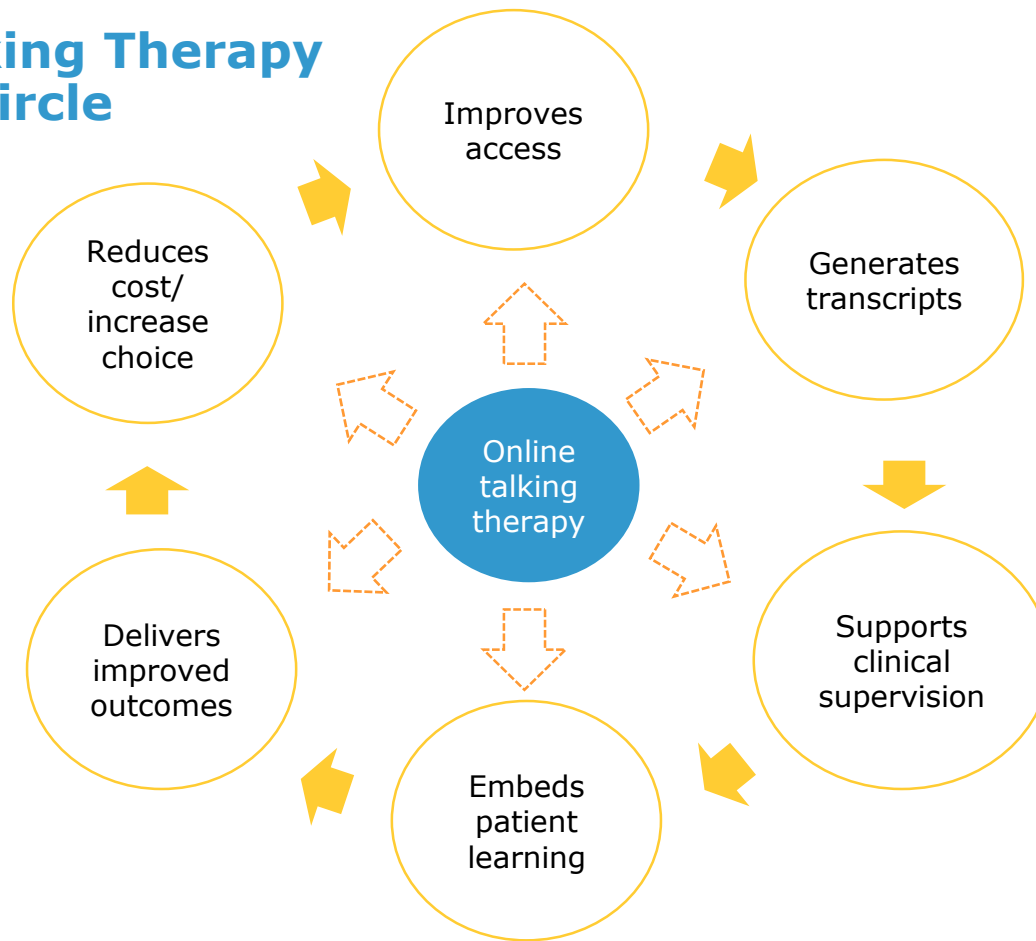 king Therapy
ircle
Improves
access
Generates
transcripts
Supports
clinical
supervision
Embeds
patient
learning
Delivers
improved
outcomes
Reduces
cost/
increase
choice
Online
talking
therapy